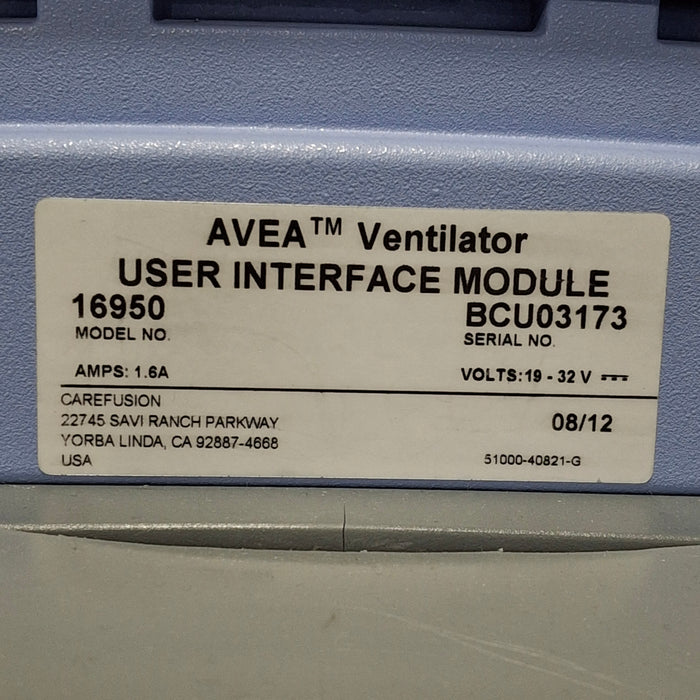 AVEA™ Ventilator
USER INTERFACE MODULE
16950 BCU03173
MODEL NO. SERIAL NO.
AMPS: 1.6A VOLTS: 19 - 32 V ⎓
CAREFUSION
22745 SAVI RANCH PARKWAY 08/12
YORBA LINDA, CA 92887-4668
USA 51000-40821-G